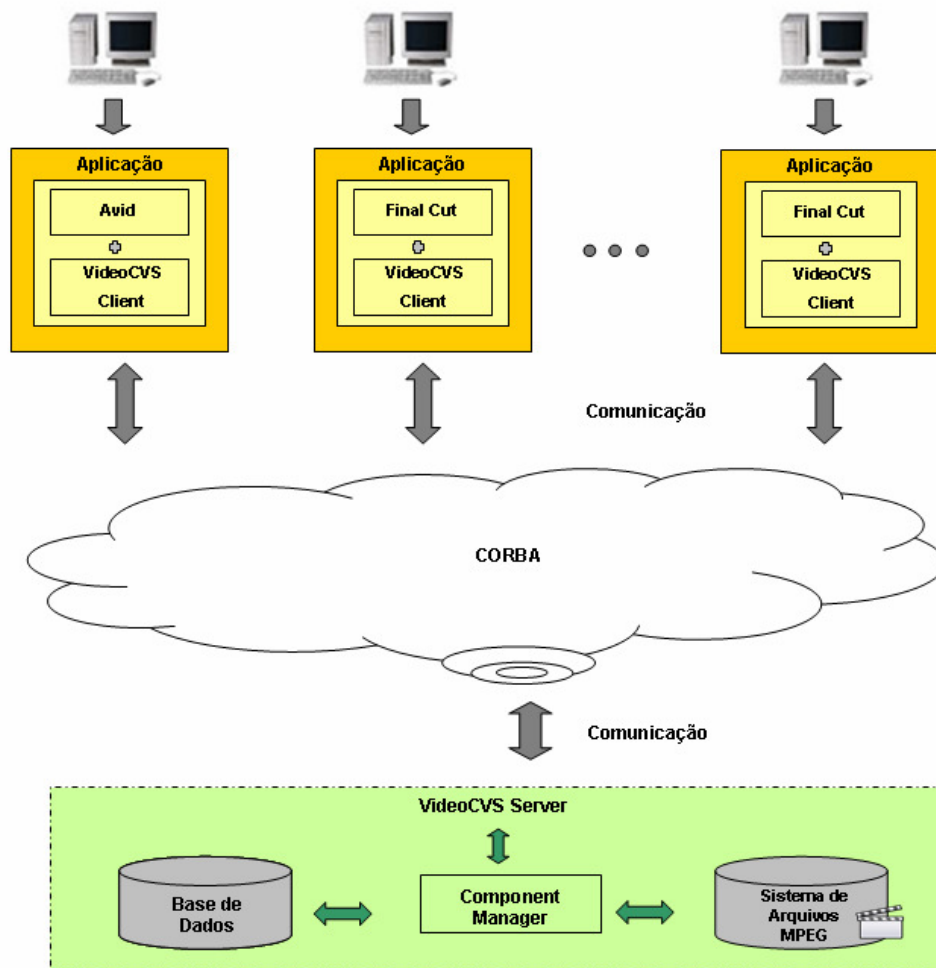 Aplicação
Avid
VideoCVS
Client
Aplicação
Final Cut
VideoCVS
Client
Aplicação
Final Cut
VideoCVS
Client
Comunicação
CORBA
Comunicação
VideoCVS Server
Base de
Dados
Component
Manager
Sistema de
Arquivos
MPEG